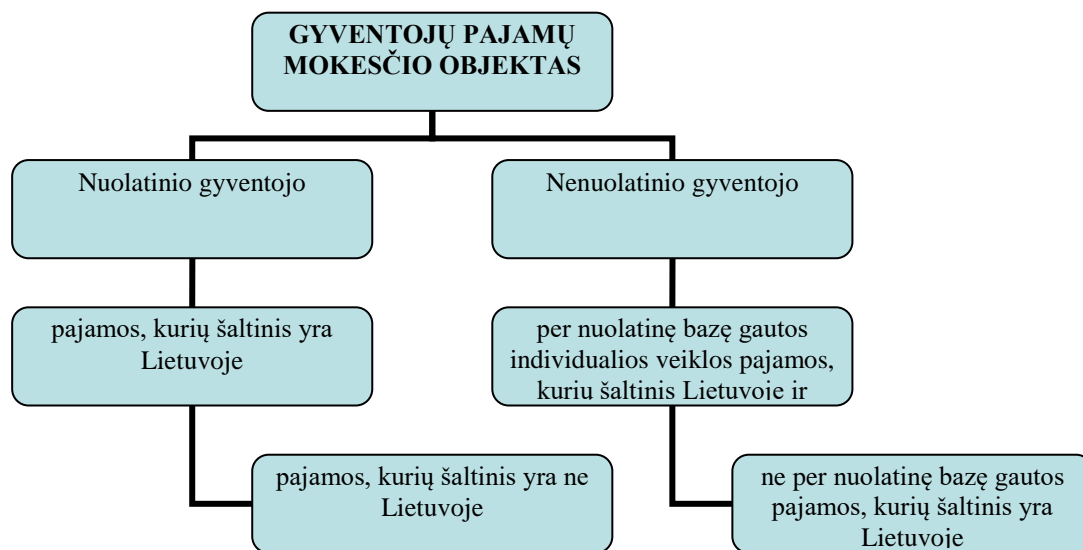 GYVENTOJŲ PAJAMŲ
MOKESČIO OBJEKTAS
Nuolatinio gyventojo
Nenuolatinio gyventojo
pajamos, kurių šaltinis yra
Lietuvoje
per nuolatinę bazę gautos
individualios veiklos pajamos,
kurių šaltinis Lietuvoje ir
pajamos, kurių šaltinis yra ne
Lietuvoje
ne per nuolatinę bazę gautos
pajamos, kurių šaltinis yra
Lietuvoje